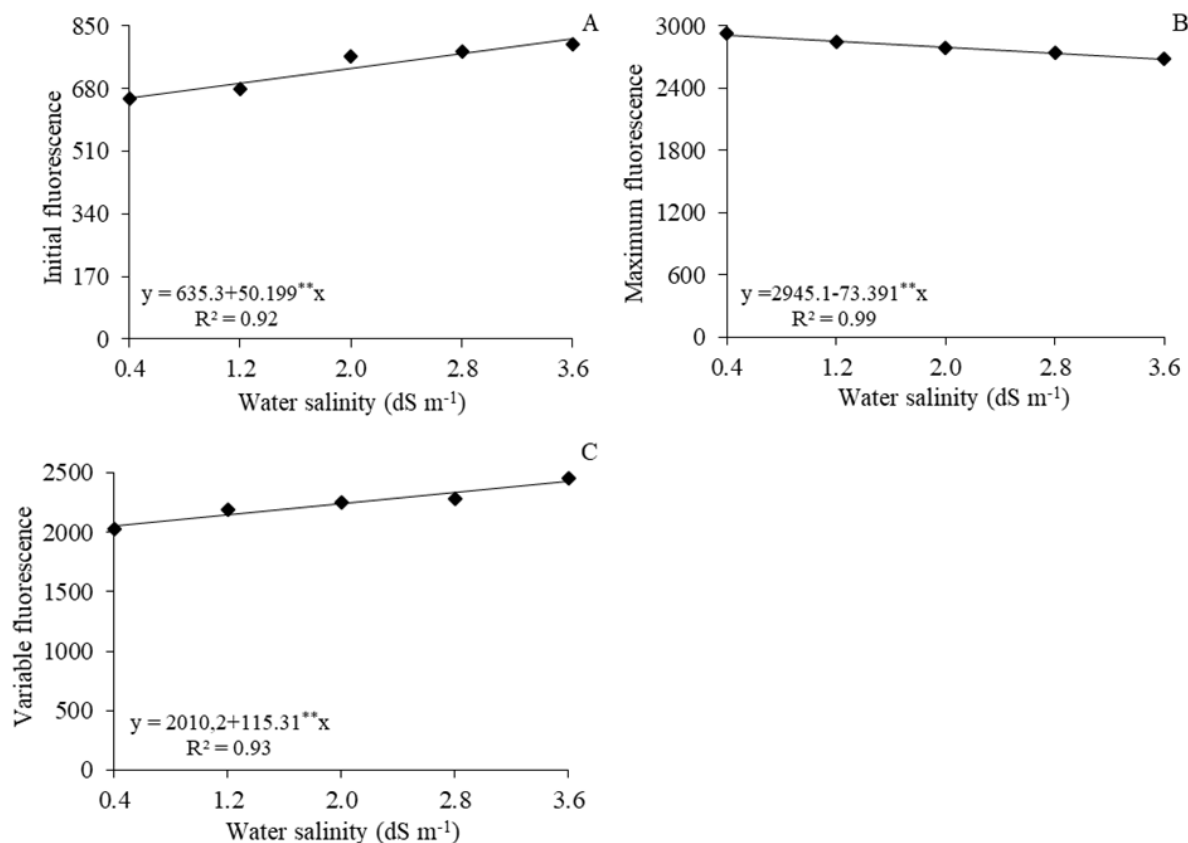 A
Initial fluorescence
850
680
510
340
170
0
y = 635.3+50.199**x
R² = 0.92
0.4 1.2 2.0 2.8 3.6
Water salinity (dS m⁻¹)
B
Maximum fluorescence
3000
2400
1800
1200
600
0
y =2945.1-73.391**x
R² = 0.99
0.4 1.2 2.0 2.8 3.6
Water salinity (dS m⁻¹)
C
Variable fluorescence
2500
2000
1500
1000
500
0
y = 2010,2+115.31**x
R² = 0.93
0.4 1.2 2.0 2.8 3.6
Water salinity (dS m⁻¹)